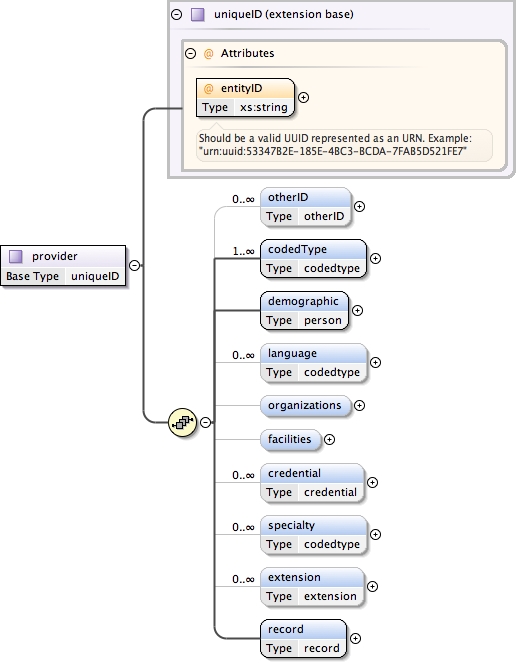 uniqueID (extension base)
@ Attributes
@ entityID
Type xs:string
Should be a valid UUID represented as an URN. Example:
"urn:uuid:53347B2E-185E-4BC3-BCDA-7FAB5D521FE7"
provider
Base Type uniqueID
0..∞ otherID
Type otherID
1..∞ codedType
Type codedtype
demographic
Type person
0..∞ language
Type codedtype
organizations
facilities
0..∞ credential
Type credential
0..∞ specialty
Type codedtype
0..∞ extension
Type extension
record
Type record